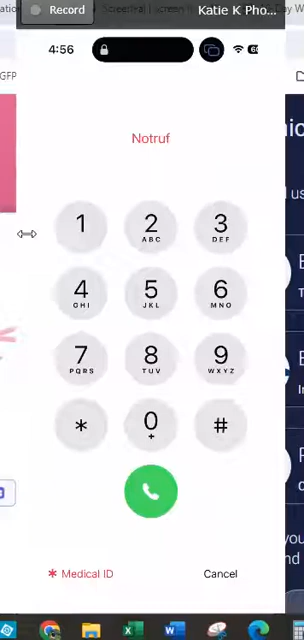 Record
Katie K Pho...
4:56
GFP
Notruf
1
2
ABC
3
DEF
4
GHI
5
JKL
6
MNO
7
PQRS
8
TUV
9
WXYZ
*
0
+
#
* Medical ID
Cancel